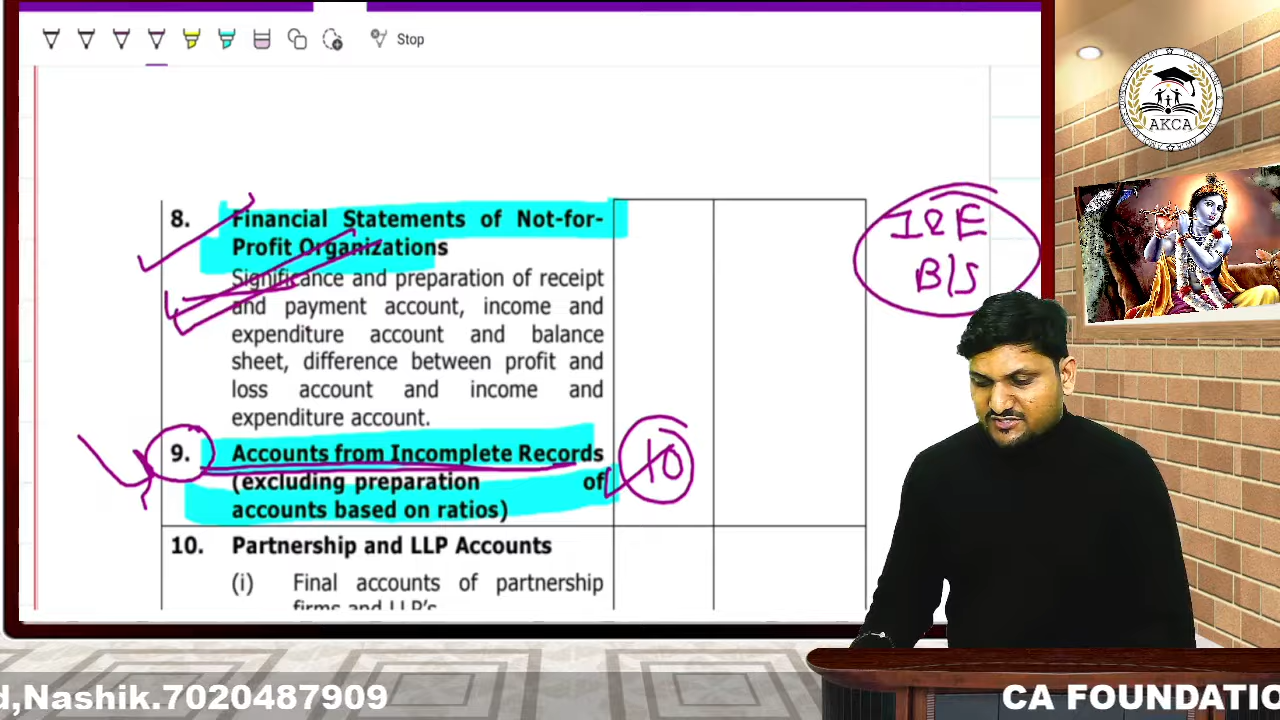 Stop
AKCA
8. Financial Statements of Not-for-
Profit Organizations
Significance and preparation of receipt
and payment account, income and
expenditure account and balance
sheet, difference between profit and
loss account and income and
expenditure account.
I & E
B/S
9. Accounts from Incomplete Records
(excluding preparation of
accounts based on ratios)
10
10. Partnership and LLP Accounts
(i) Final accounts of partnership
firms and LLP's
d,Nashik.7020487909
CA FOUNDATIO